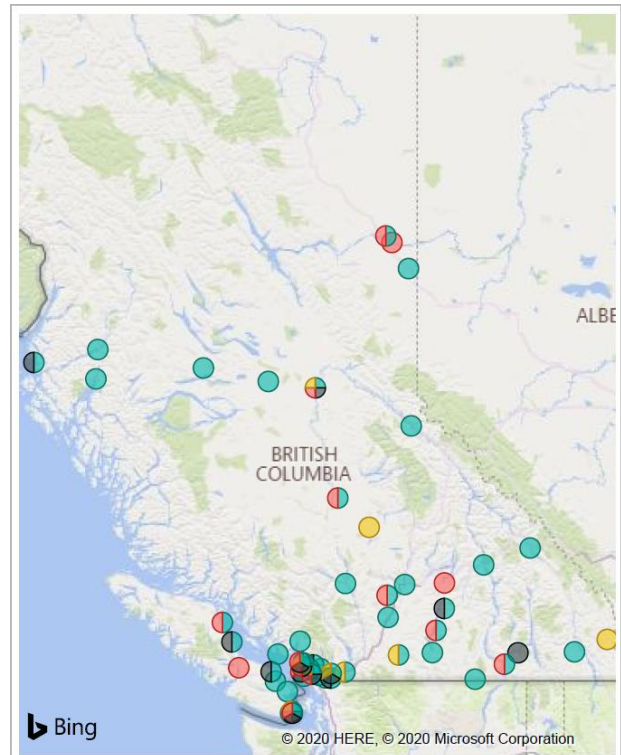 ALBE
BRITISH
COLUMBIA
Bing
© 2020 HERE, © 2020 Microsoft Corporation